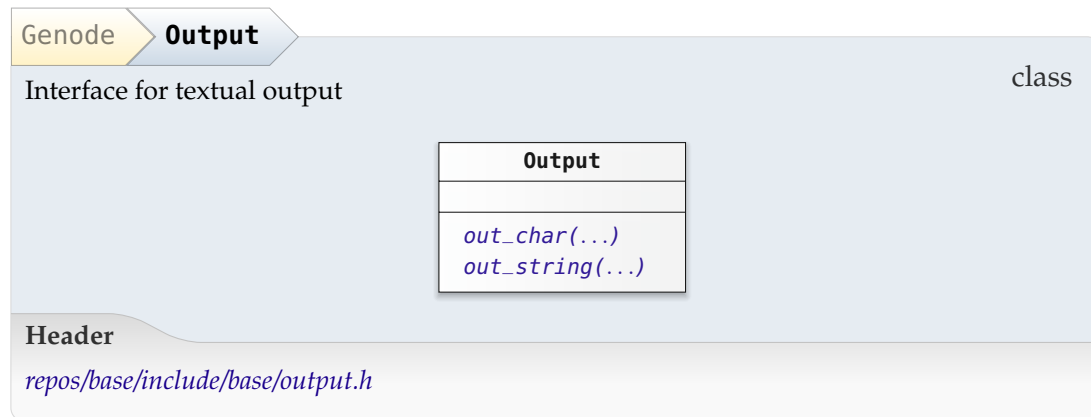 Genode Output
Interface for textual output
class
Output
out_char(...)
out_string(...)
Header
repos/base/include/base/output.h